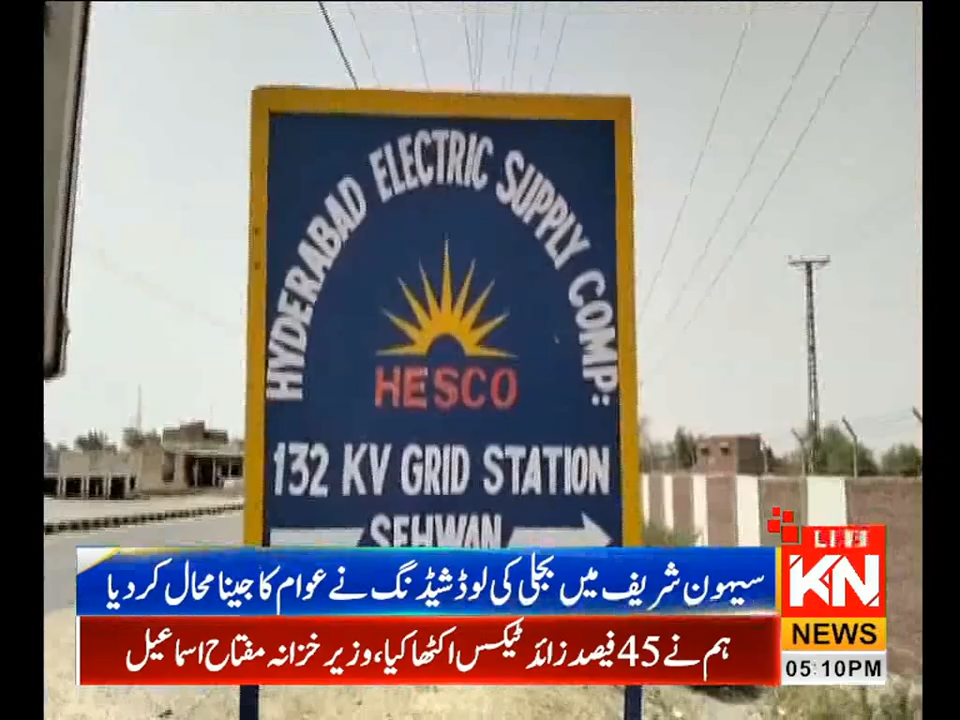 HYDERABAD ELECTRIC SUPPLY COMP:
HESCO
132 KV GRID STATION
SEHWAN
سیہون شریف میں بجلی کی لوڈشیڈنگ نے عوام کا جینا محال کر دیا
ہم نے 45 فیصد زائد ٹیکس اکٹھا کیا، وزیر خزانہ مفتاح اسماعیل
LIVE
KN
NEWS
05:10PM